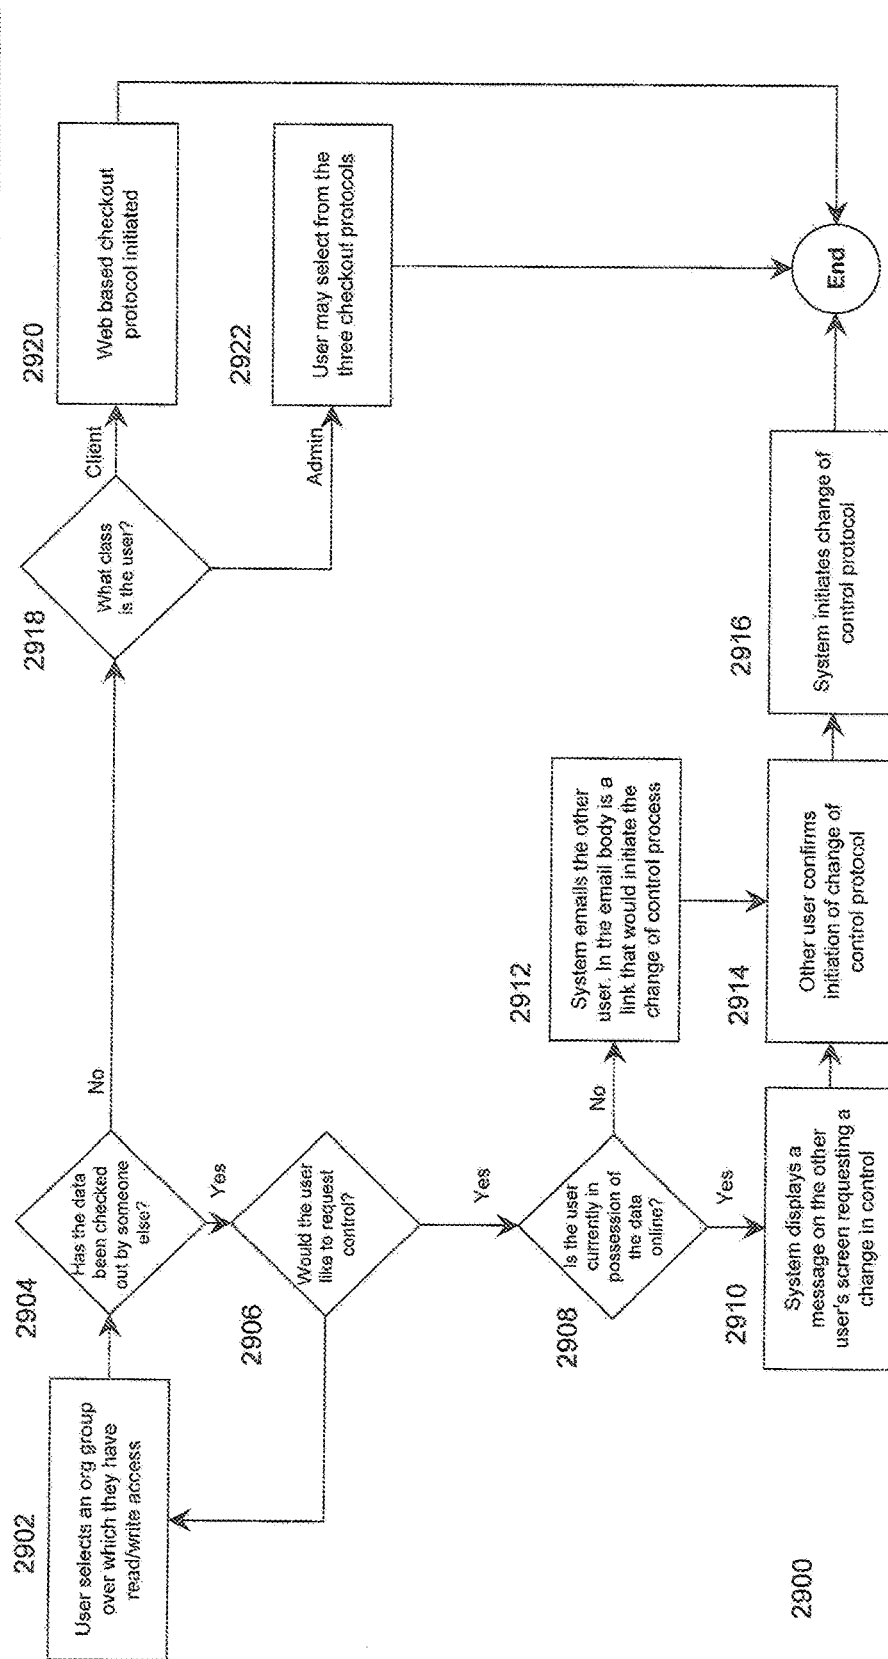 2902
User selects an org group
over which they have
read/write access
2904
Has the data
been checked
out by someone
else?
No
Yes
2906
Would the user
like to request
control?
Yes
2908
Is the user
currently in
possession of
the data
online?
No
Yes
2910
System displays a
message on the other
user's screen requesting a
change in control
2912
System emails the other
user. In the email body is a
link that would initiate the
change of control process
2914
Other user confirms
initiation of change of
control protocol
2916
System initiates change of
control protocol
2918
What class
is the user?
Client
Admin
2920
Web based checkout
protocol initiated
2922
User may select from the
three checkout protocols
End
2900